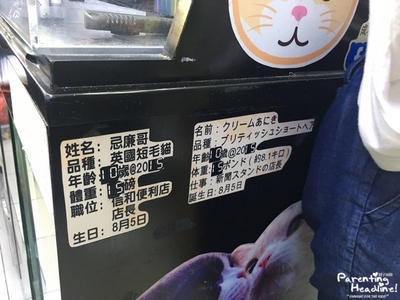 姓名：忌廉哥
品種：英國短毛貓
年齡：10歲@2015
體重：15磅
職位：信和便利店
店長
生日：8月5日
名前：クリームあにき
品種：ブリティッシュショートヘア
年齢：10歳@2015
体重：15ポンド（約8.1キロ）
仕事：新聞スタンドの店長
誕生日：8月5日
Parenting
Headline!